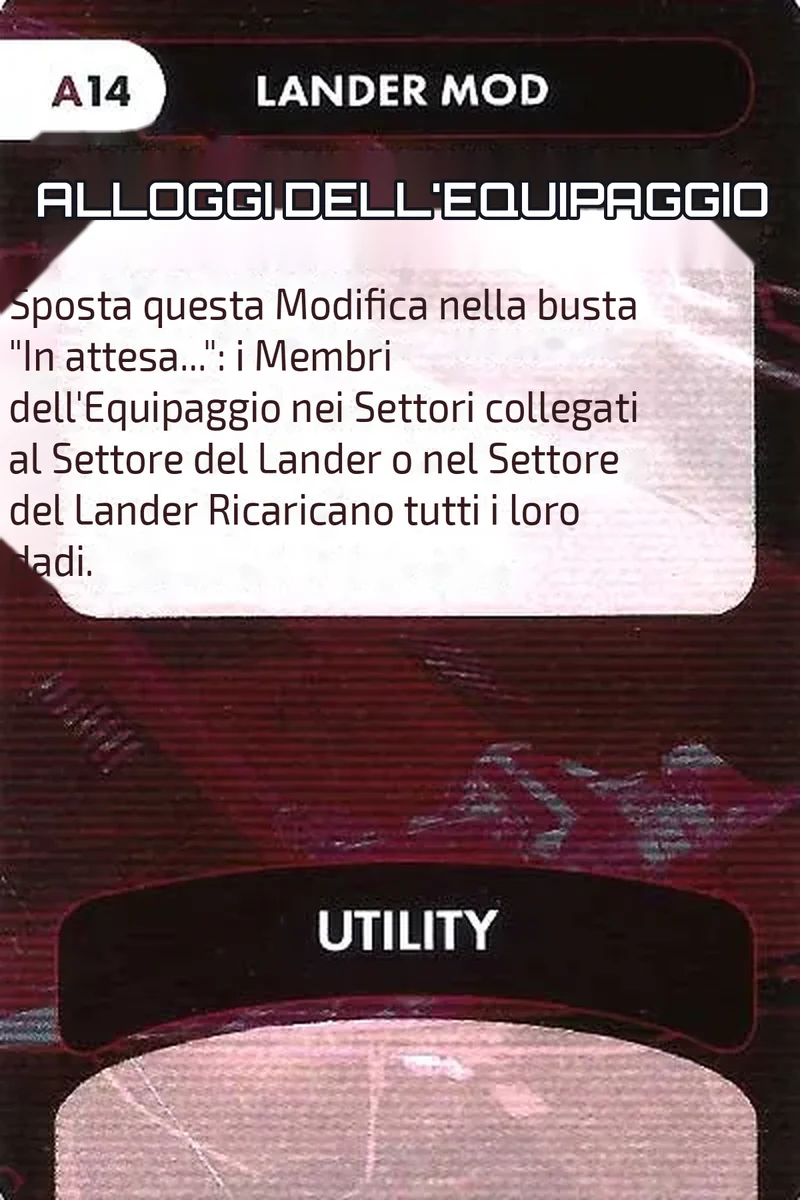 A14
LANDER MOD
ALLOGGI DELL'EQUIPAGGIO
Sposta questa Modifica nella busta
"In attesa...": i Membri
dell'Equipaggio nei Settori collegati
al Settore del Lander o nel Settore
del Lander Ricaricano tutti i loro
dadi.
UTILITY